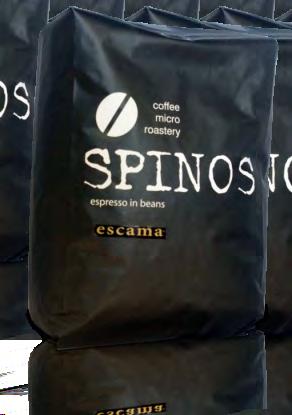 coffee
micro
roastery
SPINOS
espresso in beans
escama